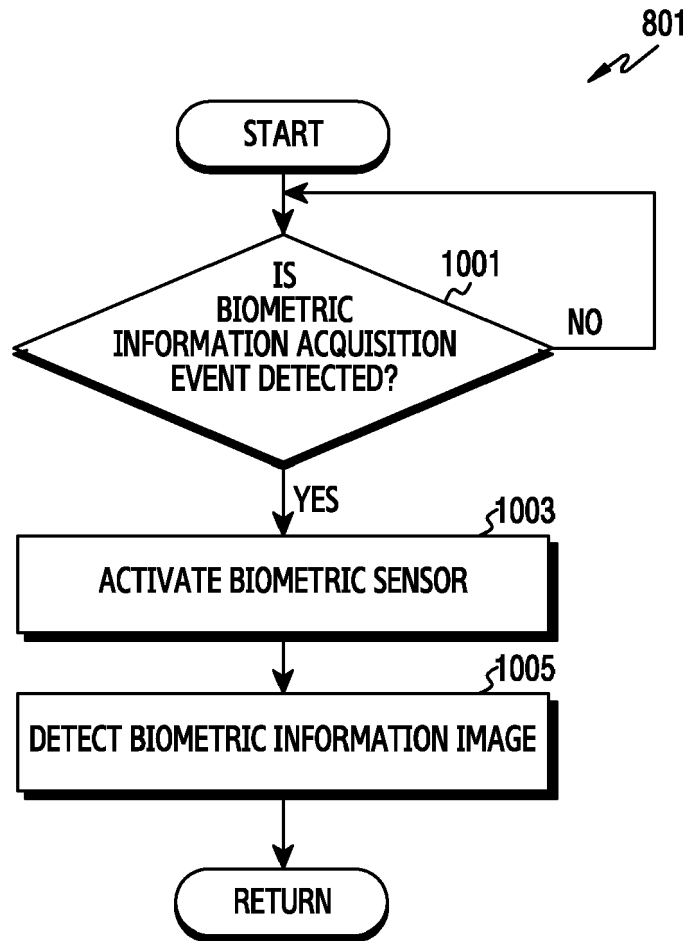 801
START
1001
IS
BIOMETRIC
INFORMATION ACQUISITION
EVENT DETECTED?
NO
YES
1003
ACTIVATE BIOMETRIC SENSOR
1005
DETECT BIOMETRIC INFORMATION IMAGE
RETURN